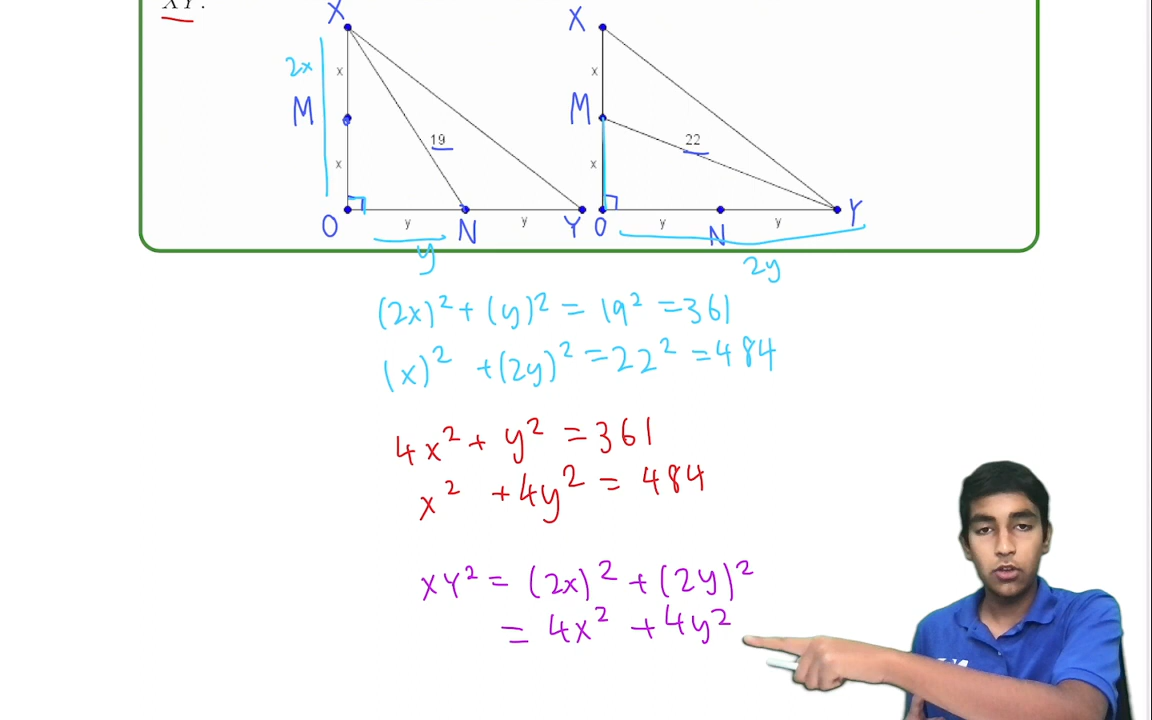 XY.
X
X
2x
x
x
M
M
19
22
x
x
O
y
N
y
Y
O
y
N
y
Y
y
2y
(2x)² + (y)² = 19² = 361
(x)² + (2y)² = 22² = 484
4x² + y² = 361
x² + 4y² = 484
XY² = (2x)² + (2y)²
= 4x² + 4y²